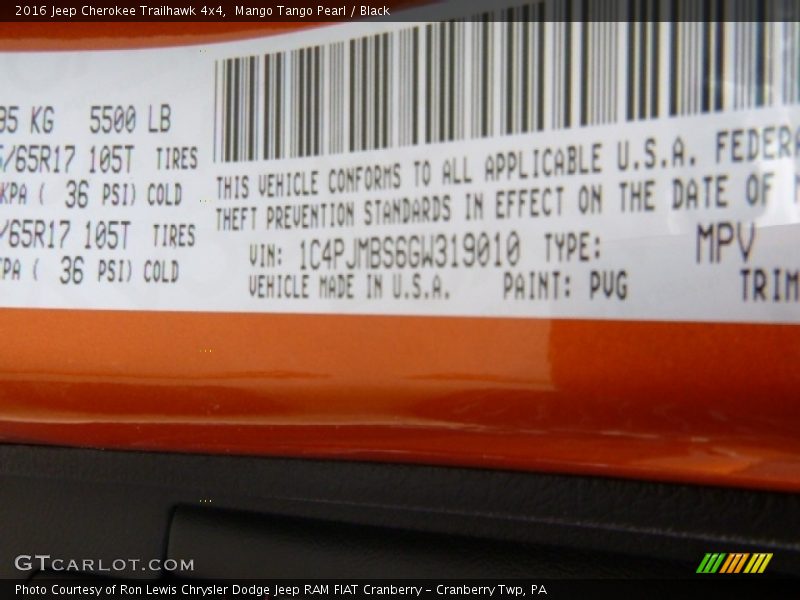 2016 Jeep Cherokee Trailhawk 4x4, Mango Tango Pearl / Black
KG 5500 LB
/65R17 105T TIRES
KPA ( 36 PSI) COLD
/65R17 105T TIRES
KPA ( 36 PSI) COLD
THIS VEHICLE CONFORMS TO ALL APPLICABLE U.S.A. FEDERA
THEFT PREVENTION STANDARDS IN EFFECT ON THE DATE OF
VIN: 1C4PJMBS6GW319010 TYPE: MPV
VEHICLE MADE IN U.S.A. PAINT: PVG TRIM
GTCARLOT.COM
Photo Courtesy of Ron Lewis Chrysler Dodge Jeep RAM FIAT Cranberry - Cranberry Twp, PA